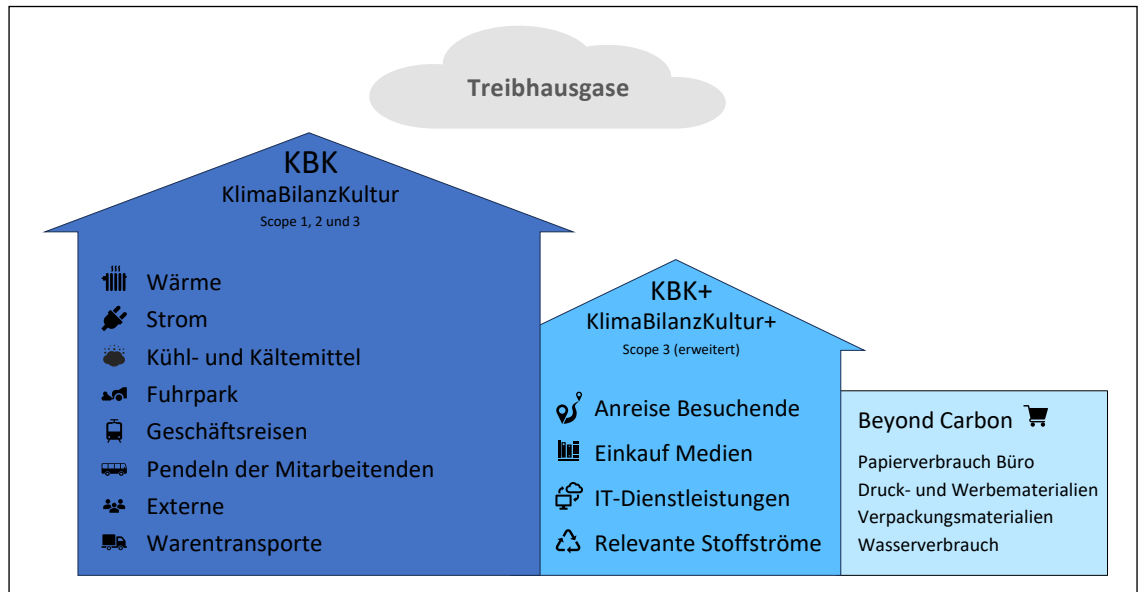 Treibhausgase
KBK
KlimaBilanzKultur
Scope 1, 2 und 3
Wärme
Strom
Kühl- und Kältemittel
Fuhrpark
Geschäftsreisen
Pendeln der Mitarbeitenden
Externe
Warentransporte
KBK+
KlimaBilanzKultur+
Scope 3 (erweitert)
Anreise Besuchende
Einkauf Medien
IT-Dienstleistungen
Relevante Stoffströme
Beyond Carbon
Papierverbrauch Büro
Druck- und Werbematerialien
Verpackungsmaterialien
Wasserverbrauch